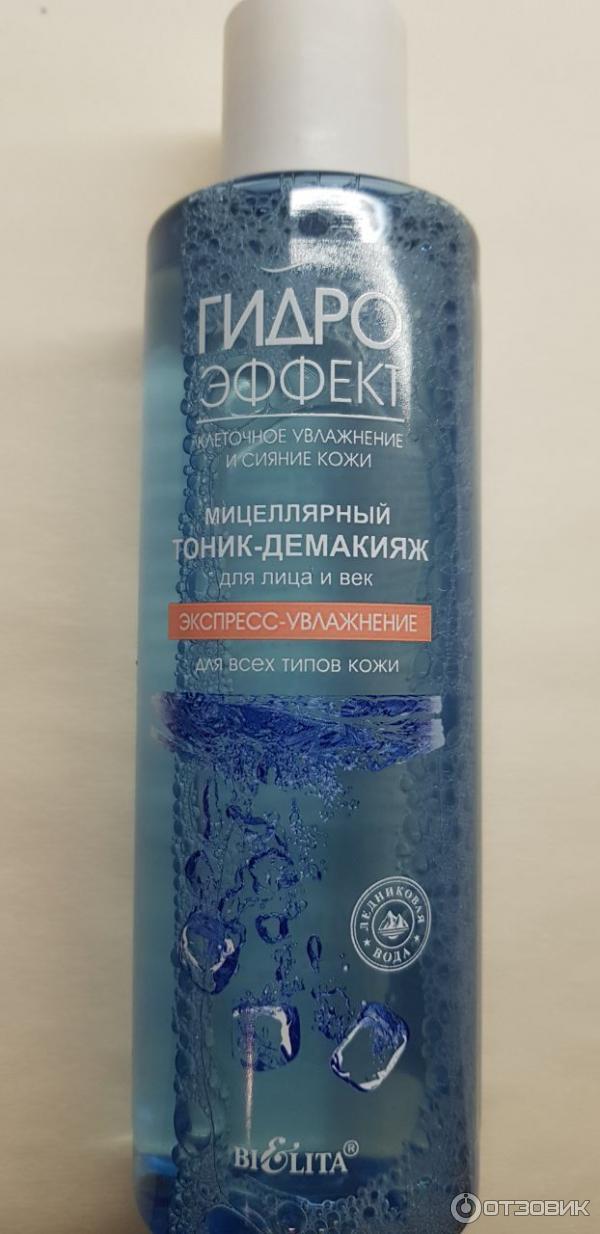 ГИДРО
ЭФФЕКТ
КЛЕТОЧНОЕ УВЛАЖНЕНИЕ
И СИЯНИЕ КОЖИ
МИЦЕЛЛЯРНЫЙ
ТОНИК-ДЕМАКИЯЖ
ДЛЯ ЛИЦА И ВЕК
ЭКСПРЕСС-УВЛАЖНЕНИЕ
ДЛЯ ВСЕХ ТИПОВ КОЖИ
ЛЕДНИКОВАЯ
ВОДА
BIELITA®
ОТЗОВИК